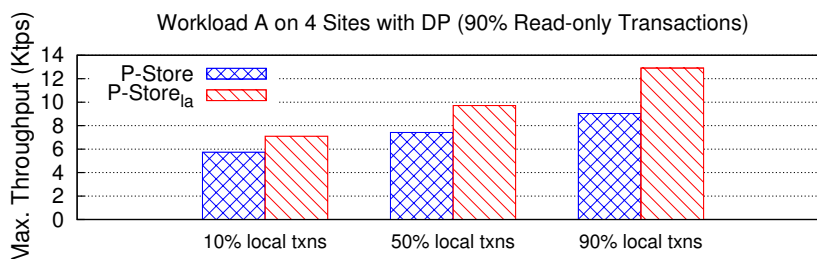 Workload A on 4 Sites with DP (90% Read-only Transactions)
Max. Throughput (Ktps)
14
12
10
8
6
4
2
0
P-Store
P-Storela
10% local txns 50% local txns 90% local txns